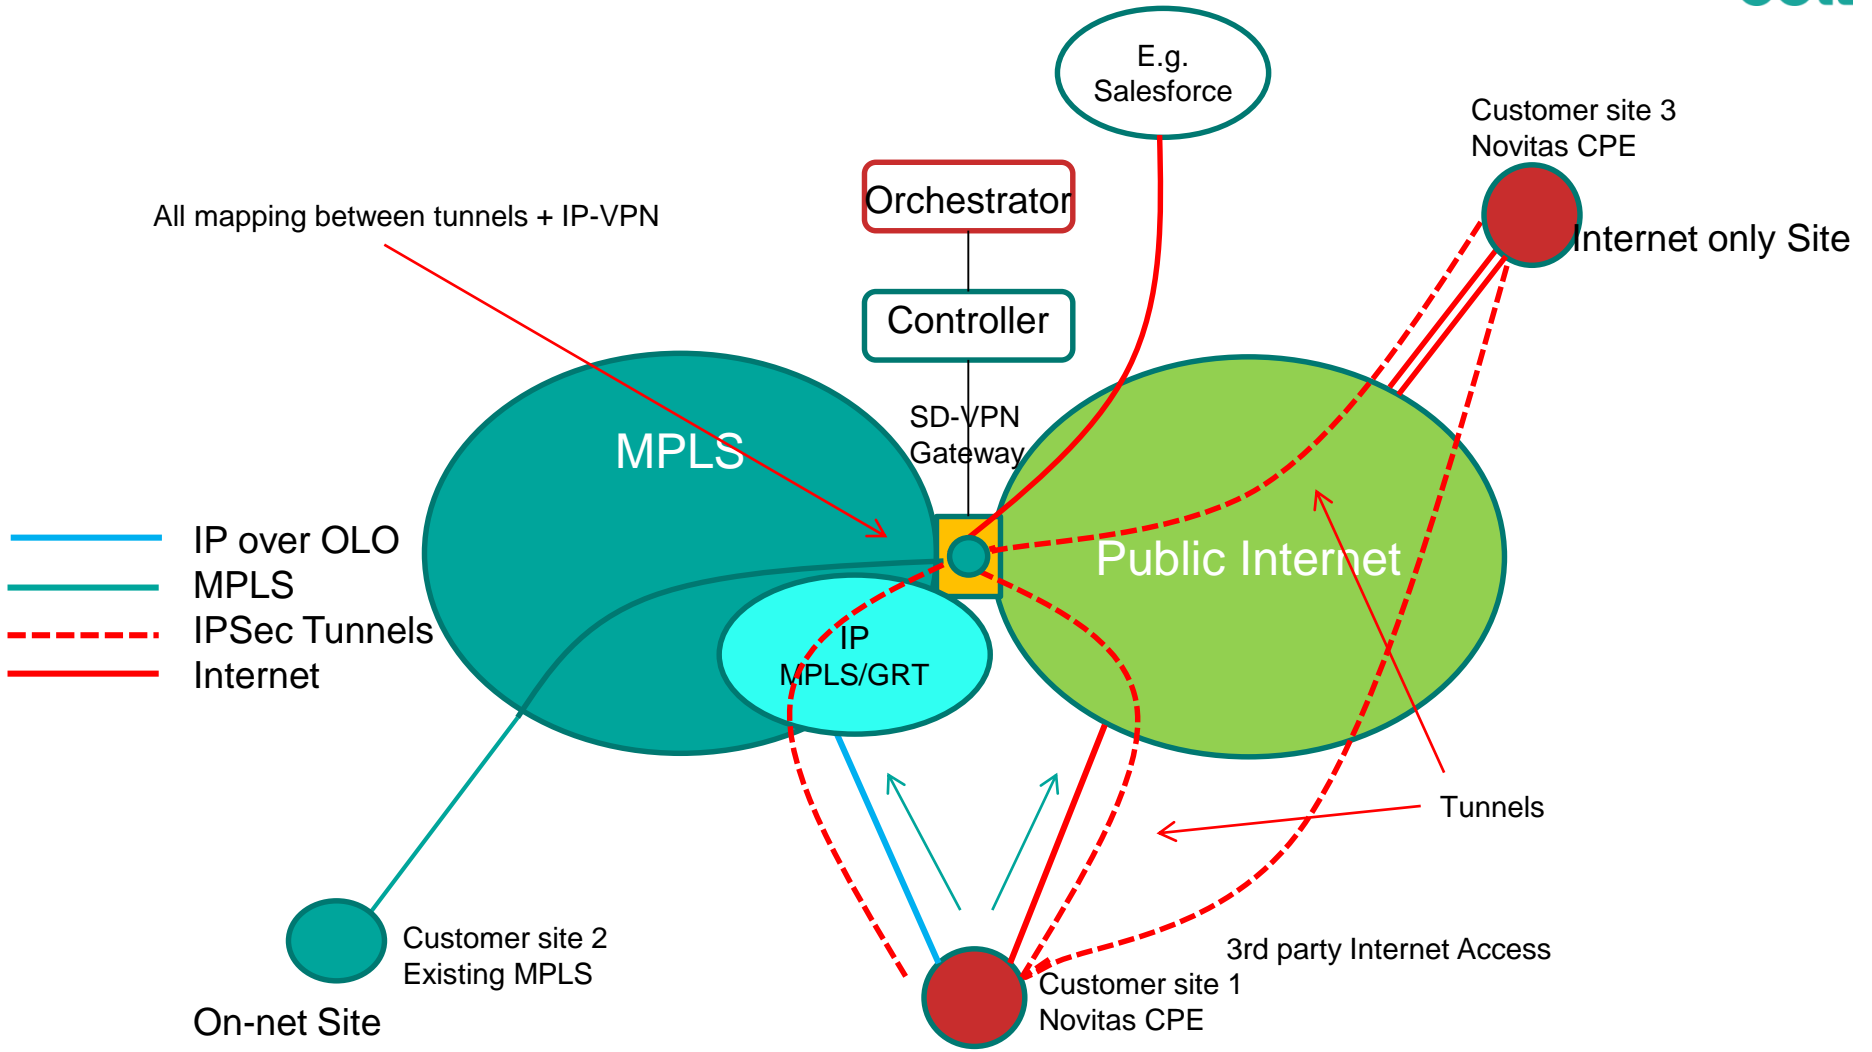 E.g.
Salesforce
Customer site 3
Novitas CPE
Orchestrator
All mapping between tunnels + IP-VPN
Internet only Site
Controller
SD-VPN
Gateway
MPLS
Public Internet
IP over OLO
MPLS
IPSec Tunnels
Internet
IP
MPLS/GRT
Tunnels
Customer site 2
Existing MPLS
3rd party Internet Access
Customer site 1
Novitas CPE
On-net Site